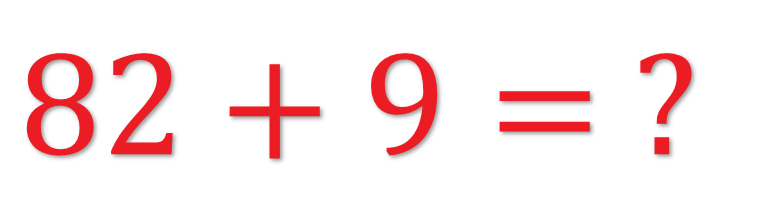 82 + 9 = ?